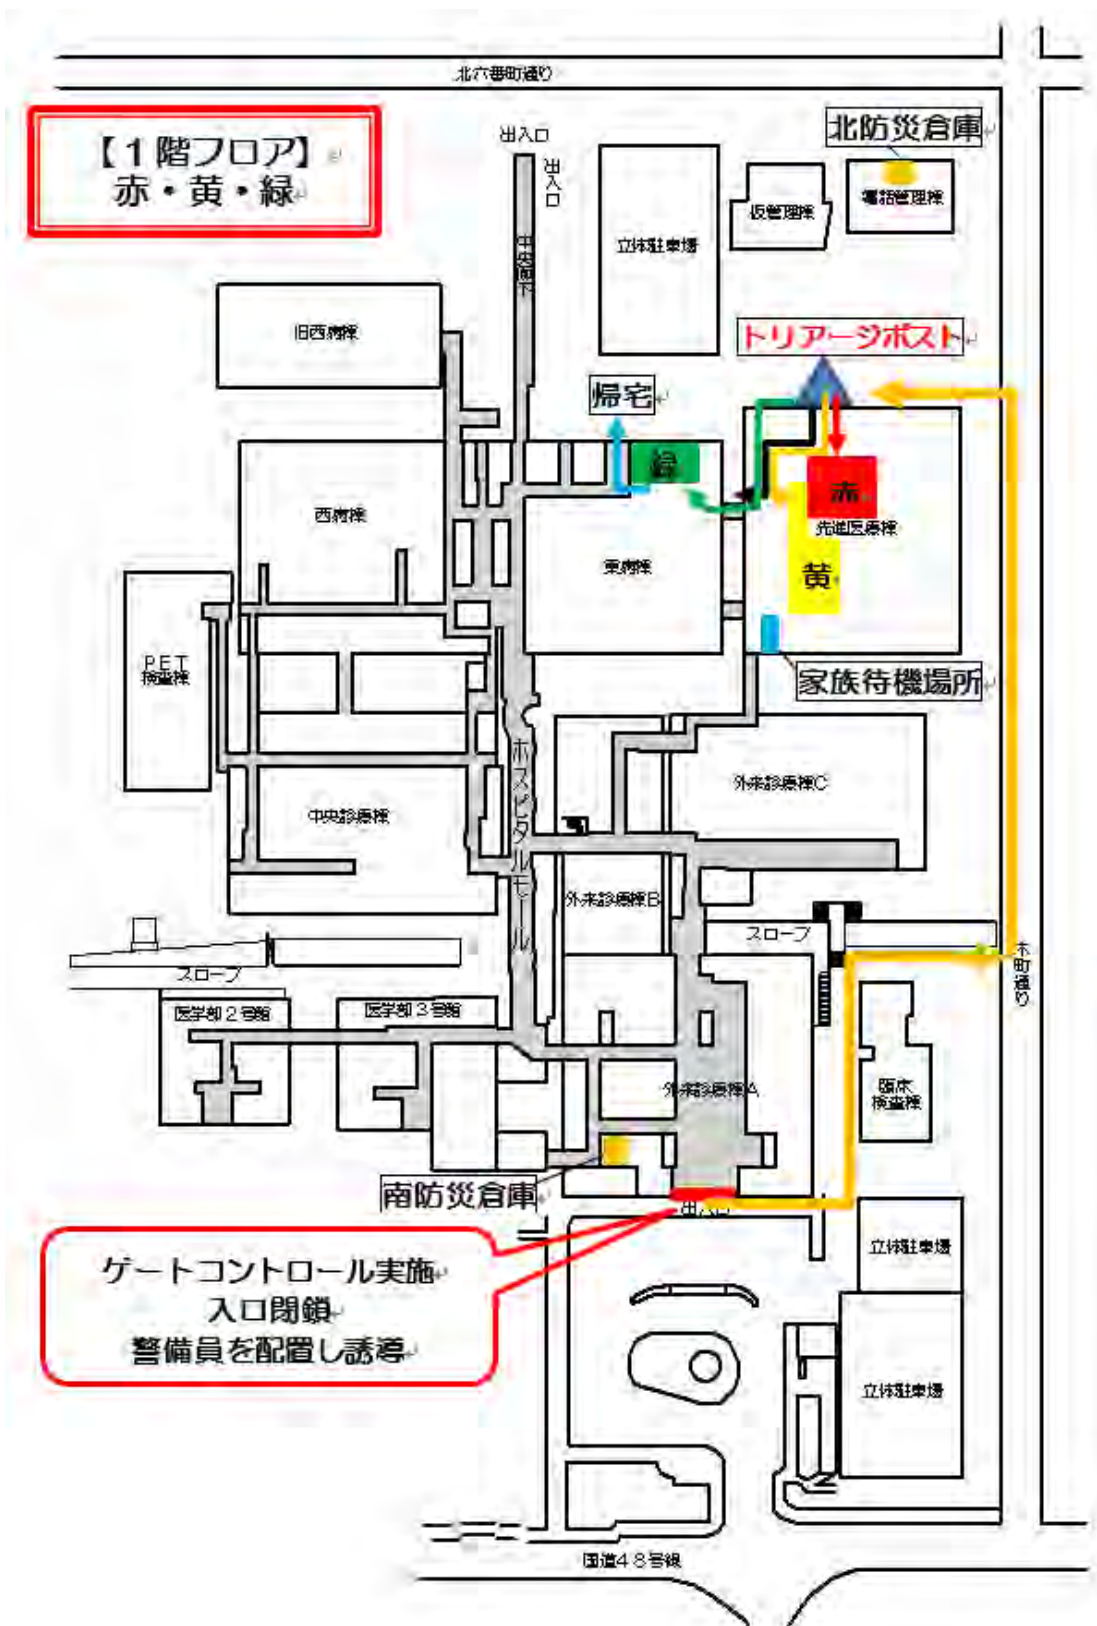 北六番町通り
【1階フロア】
赤・黄・緑
出入口
出入口
北防災倉庫
電話管理棟
仮管理棟
立体駐車場
中央廊下
旧西病棟
トリアージポスト
帰宅
緑
赤
先進医療棟
黄
西病棟
東病棟
家族待機場所
PET
検査棟
ホスピタルモール
外来診療棟C
中央診療棟
外来診療棟B
スロープ
スロープ
木町通り
医学部2号館
医学部3号館
外来診療棟A
臨床
検査棟
南防災倉庫
出入口
ゲートコントロール実施
入口閉鎖
警備員を配置し誘導
立体駐車場
立体駐車場
国道48号線